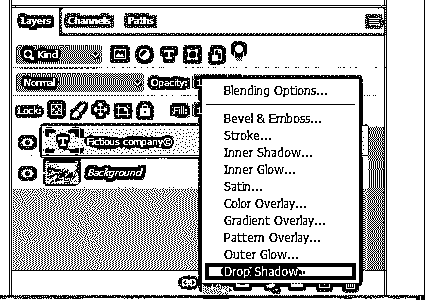 Layers Channels Paths
Kind
Normal Opacity:
Lock: Fill:
Fictious company©
Background
Blending Options...
Bevel & Emboss...
Stroke...
Inner Shadow...
Inner Glow...
Satin...
Color Overlay...
Gradient Overlay...
Pattern Overlay...
Outer Glow...
Drop Shadow...